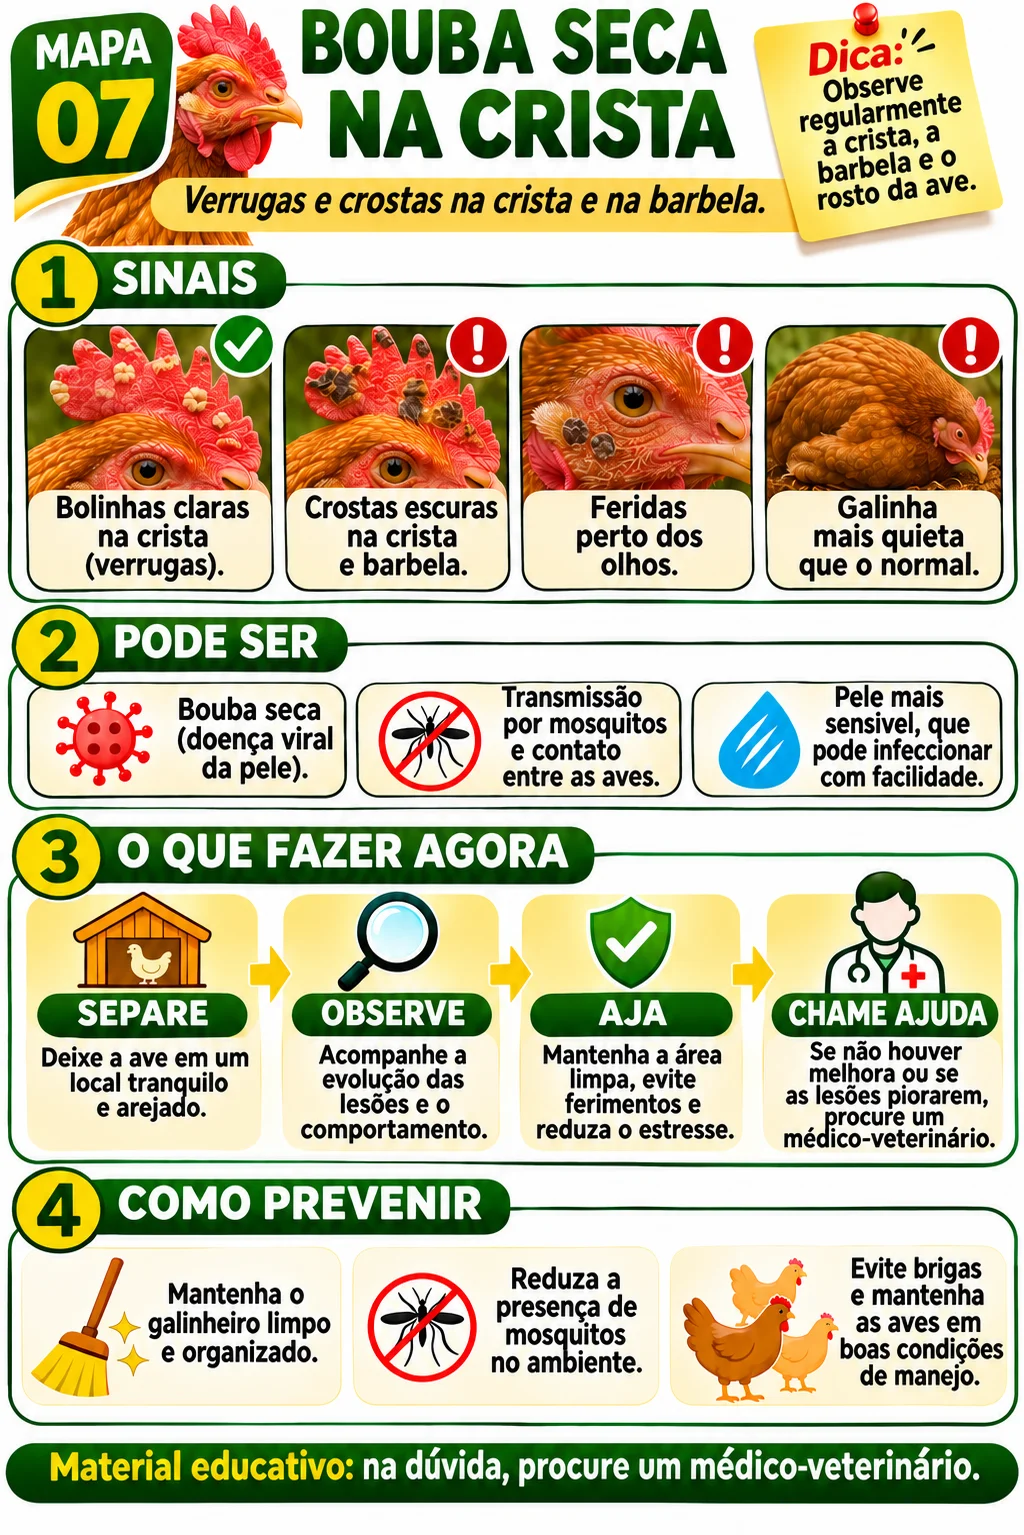 MAPA
07
BOUBA SECA
NA CRISTA
Verrugas e crostas na crista e na barbela.
Dica:
Observe
regularmente
a crista, a
barbela e o
rosto da ave.
1 SINAIS
Bolinhas claras
na crista
(verrugas).
Crostas escuras
na crista
e barbela.
Feridas
perto dos
olhos.
Galinha
mais quieta
que o normal.
2 PODE SER
Bouba seca
(doença viral
da pele).
Transmissão
por mosquitos
e contato
entre as aves.
Pele mais
sensivel, que
pode infeccionar
com facilidade.
3 O QUE FAZER AGORA
SEPARE
Deixe a ave em um
local tranquilo
e arejado.
OBSERVE
Acompanhe a
evolução das
lesões e o
comportamento.
AJA
Mantenha a área
limpa, evite
ferimentos e
reduza o estresse.
CHAME AJUDA
Se não houver
melhora ou se
as lesões piorarem,
procure um
médico-veterinário.
4 COMO PREVENIR
Mantenha o
galinheiro limpo
e organizado.
Reduza a
presença de
mosquitos
no ambiente.
Evite brigas
e mantenha
as aves em
boas condições
de manejo.
Material educativo: na dúvida, procure um médico-veterinário.